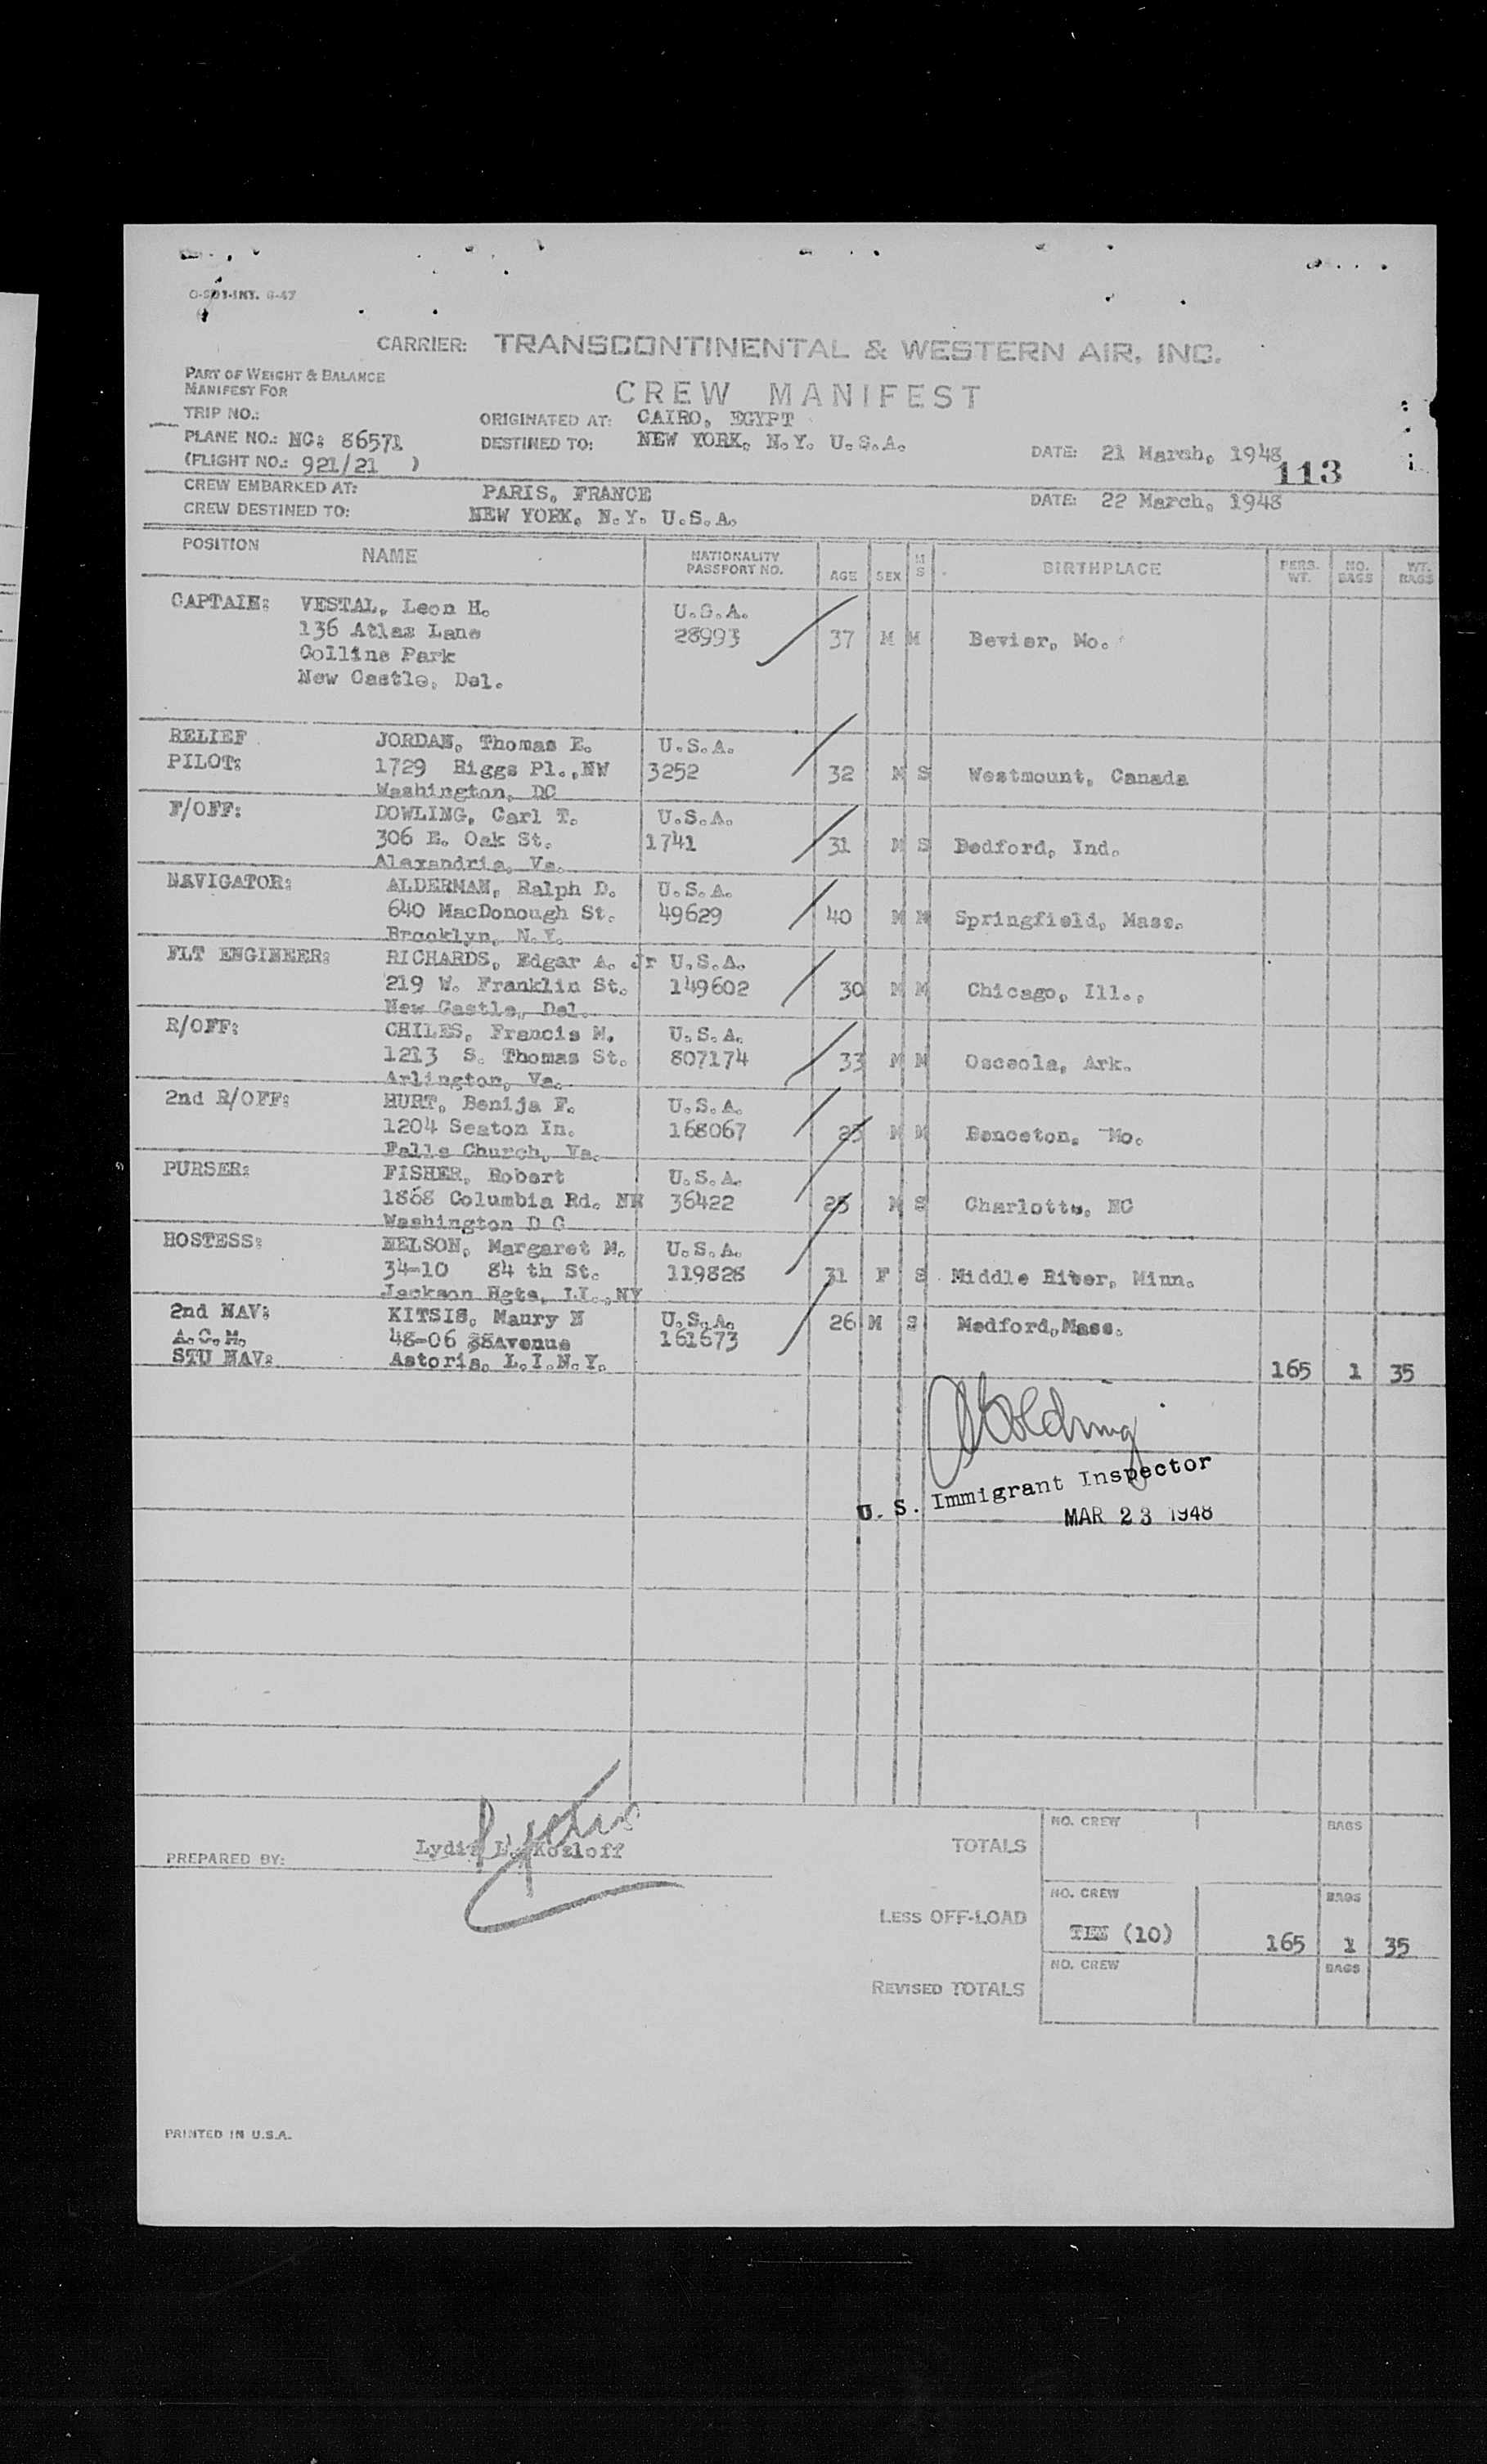 CARRIER: TRANSCONTINENTAL & WESTERN AIR, INC.
PART OF WEIGHT & BALANCE
MANIFEST FOR
CREW MANIFEST
TRIP NO.:
ORIGINATED AT: CAIRO, EGYPT
PLANE NO.: NC: 86571
DESTINED TO: NEW YORK, N.Y. U.S.A.
DATE: 21 March, 1948
(FLIGHT NO.: 921/21 )
113
CREW EMBARKED AT: PARIS, FRANCE
DATE: 22 March, 1948
CREW DESTINED TO: NEW YORK, N.Y. U.S.A.
POSITION NAME NATIONALITY PASSPORT NO. AGE SEX M S BIRTHPLACE PERS. WT. NO. BAGS WT. BAGS
CAPTAIN: VESTAL, Leon H. U.S.A.
136 Atlas Lane 28993 37 M M Bevier, Mo.
Collins Park
New Castle, Del.
RELIEF JORDAN, Thomas E. U.S.A.
PILOT: 1729 Riggs Pl.,NW 3252 32 M S Westmount, Canada
Washington, DC
F/OFF: DOWLING, Carl T. U.S.A.
306 E. Oak St. 1741 31 M S Bedford, Ind.
Alexandria, Va.
NAVIGATOR: ALDERMAN, Ralph D. U.S.A.
640 MacDonough St. 49629 40 M M Springfield, Mass.
Brooklyn, N.Y.
FLT ENGINEER: RICHARDS, Edgar A. Jr U.S.A.
219 W. Franklin St. 149602 30 M M Chicago, Ill.,
New Castle, Del.
R/OFF: CHILES, Francis M. U.S.A.
1213 S. Thomas St. 807174 33 M M Osceola, Ark.
Arlington, Va.
2nd R/OFF: HURT, Benija F. U.S.A.
1204 Seaton In. 168067 M M Bonceton, Mo.
Falls Church, Va.
PURSER: FISHER, Robert U.S.A.
1868 Columbia Rd. NW 36422 M S Charlotte, NC
Washington D C
HOSTESS: NELSON, Margaret M. U.S.A.
34-10 84 th St. 119828 31 F S Middle River, Minn.
Jackson Hgts, LI.,NY
2nd NAV: KITSIS, Maury N U.S.A. 26 M S Medford,Mass.
A.C.M. 48-06 Avenue 161673
STU NAV: Astoria, L.I.N.Y.
165 1 35
U. S. Immigrant Inspector
MAR 23 1948
PREPARED BY: Lydia Kozloff
TOTALS NO. CREW BAGS
LESS OFF-LOAD NO. CREW BAGS
TEN (10) 165 1 35
REVISED TOTALS NO. CREW BAGS
PRINTED IN U.S.A.